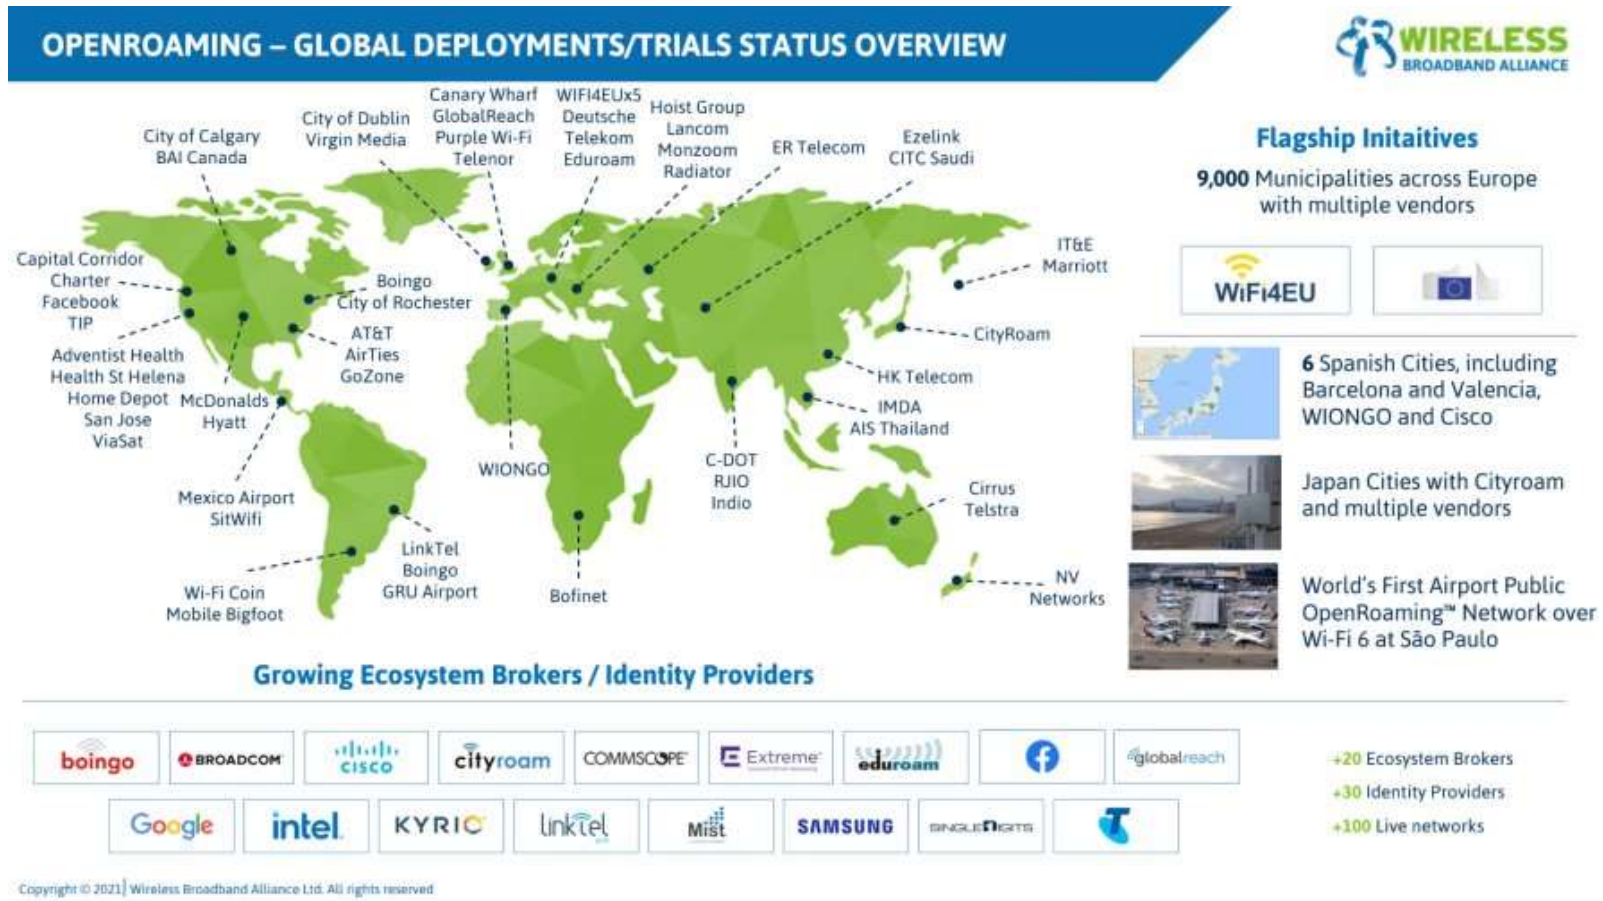 OPENROAMING – GLOBAL DEPLOYMENTS/TRIALS STATUS OVERVIEW
WIRELESS
BROADBAND ALLIANCE
City of Calgary
BAI Canada
City of Dublin
Virgin Media
Canary Wharf
GlobalReach
Purple Wi-Fi
Telenor
WIFI4EUx5
Deutsche
Telekom
Eduroam
Hoist Group
Lancom
Monzoom
Radiator
ER Telecom
Ezelink
CITC Saudi
Capital Corridor
Charter
Facebook
TIP
Boingo
City of Rochester
AT&T
AirTies
GoZone
Adventist Health
Health St Helena
Home Depot
San Jose
ViaSat
McDonalds
Hyatt
Mexico Airport
SitWifi
Wi-Fi Coin
Mobile Bigfoot
LinkTel
Boingo
GRU Airport
WIONGO
Bofinet
C-DOT
RJIO
Indio
IT&E
Marriott
CityRoam
HK Telecom
IMDA
AIS Thailand
Cirrus
Telstra
NV
Networks
Flagship Initaitives
9,000 Municipalities across Europe
with multiple vendors
WiFi4EU
6 Spanish Cities, including
Barcelona and Valencia,
WIONGO and Cisco
Japan Cities with Cityroam
and multiple vendors
World's First Airport Public
OpenRoaming™ Network over
Wi-Fi 6 at São Paulo
Growing Ecosystem Brokers / Identity Providers
boingo
BROADCOM
CISCO
cityroam
COMMSCOPE
Extreme
eduroam
globalreach
Google
intel.
KYRIO
linktel
Mist
SAMSUNG
SINGLE DIGITS
+20 Ecosystem Brokers
+30 Identity Providers
+100 Live networks
Copyright © 2021| Wireless Broadband Alliance Ltd. All rights reserved